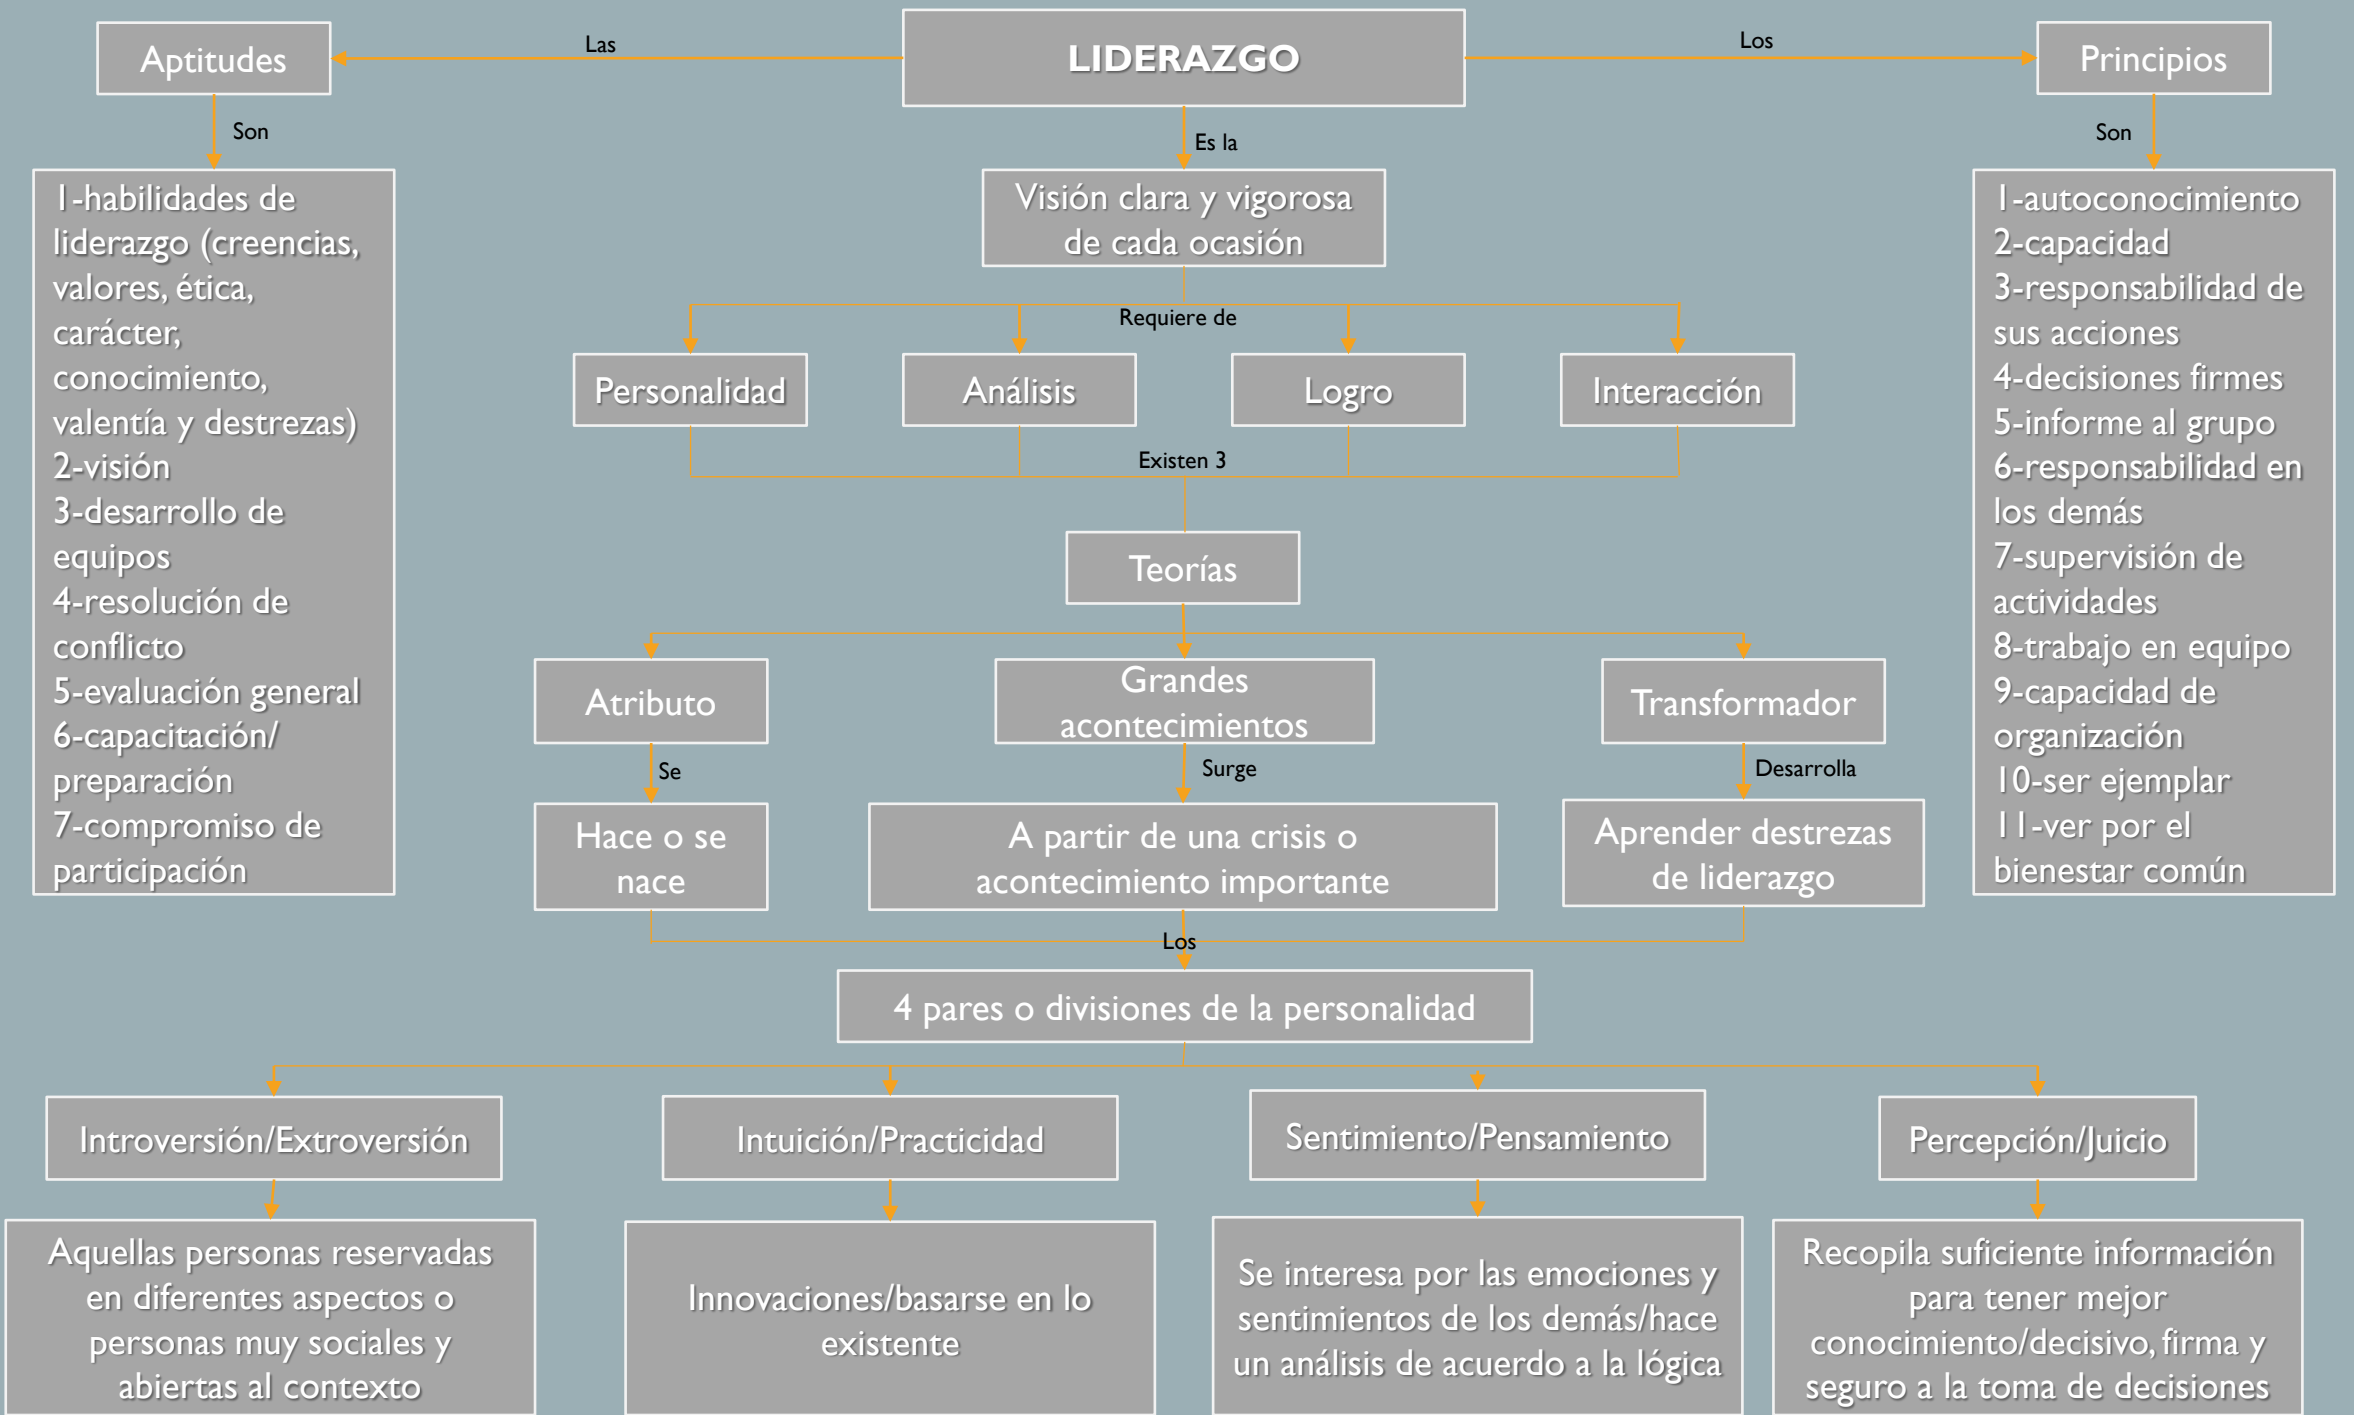 LIDERAZGO
Las
Aptitudes
Son
1-habilidades de
liderazgo (creencias,
valores, ética,
carácter,
conocimiento,
valentía y destrezas)
2-visión
3-desarrollo de
equipos
4-resolución de
conflicto
5-evaluación general
6-capacitación/
preparación
7-compromiso de
participación
Los
Principios
Son
1-autoconocimiento
2-capacidad
3-responsabilidad de
sus acciones
4-decisiones firmes
5-informe al grupo
6-responsabilidad en
los demás
7-supervisión de
actividades
8-trabajo en equipo
9-capacidad de
organización
10-ser ejemplar
11-ver por el
bienestar común
Es la
Visión clara y vigorosa
de cada ocasión
Requiere de
Personalidad
Análisis
Logro
Interacción
Existen 3
Teorías
Atributo
Se
Hace o se
nace
Grandes
acontecimientos
Surge
A partir de una crisis o
acontecimiento importante
Transformador
Desarrolla
Aprender destrezas
de liderazgo
Los
4 pares o divisiones de la personalidad
Introversión/Extroversión
Aquellas personas reservadas
en diferentes aspectos o
personas muy sociales y
abiertas al contexto
Intuición/Practicidad
Innovaciones/basarse en lo
existente
Sentimiento/Pensamiento
Se interesa por las emociones y
sentimientos de los demás/hace
un análisis de acuerdo a la lógica
Percepción/Juicio
Recopila suficiente información
para tener mejor
conocimiento/decisivo, firma y
seguro a la toma de decisiones